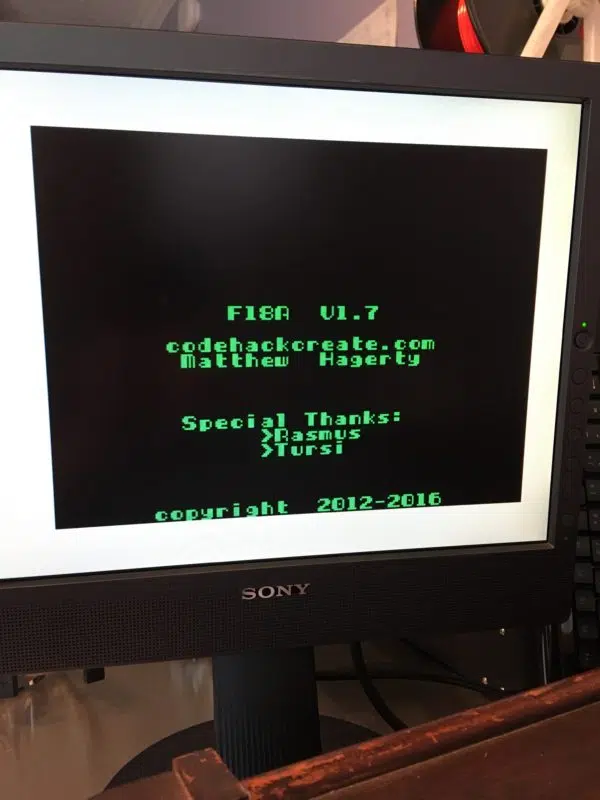 F18A V1.7
codehackcreate.com
Matthew Hagerty
Special Thanks:
>Rasmus
>Tursi
copyright 2012-2016
SONY